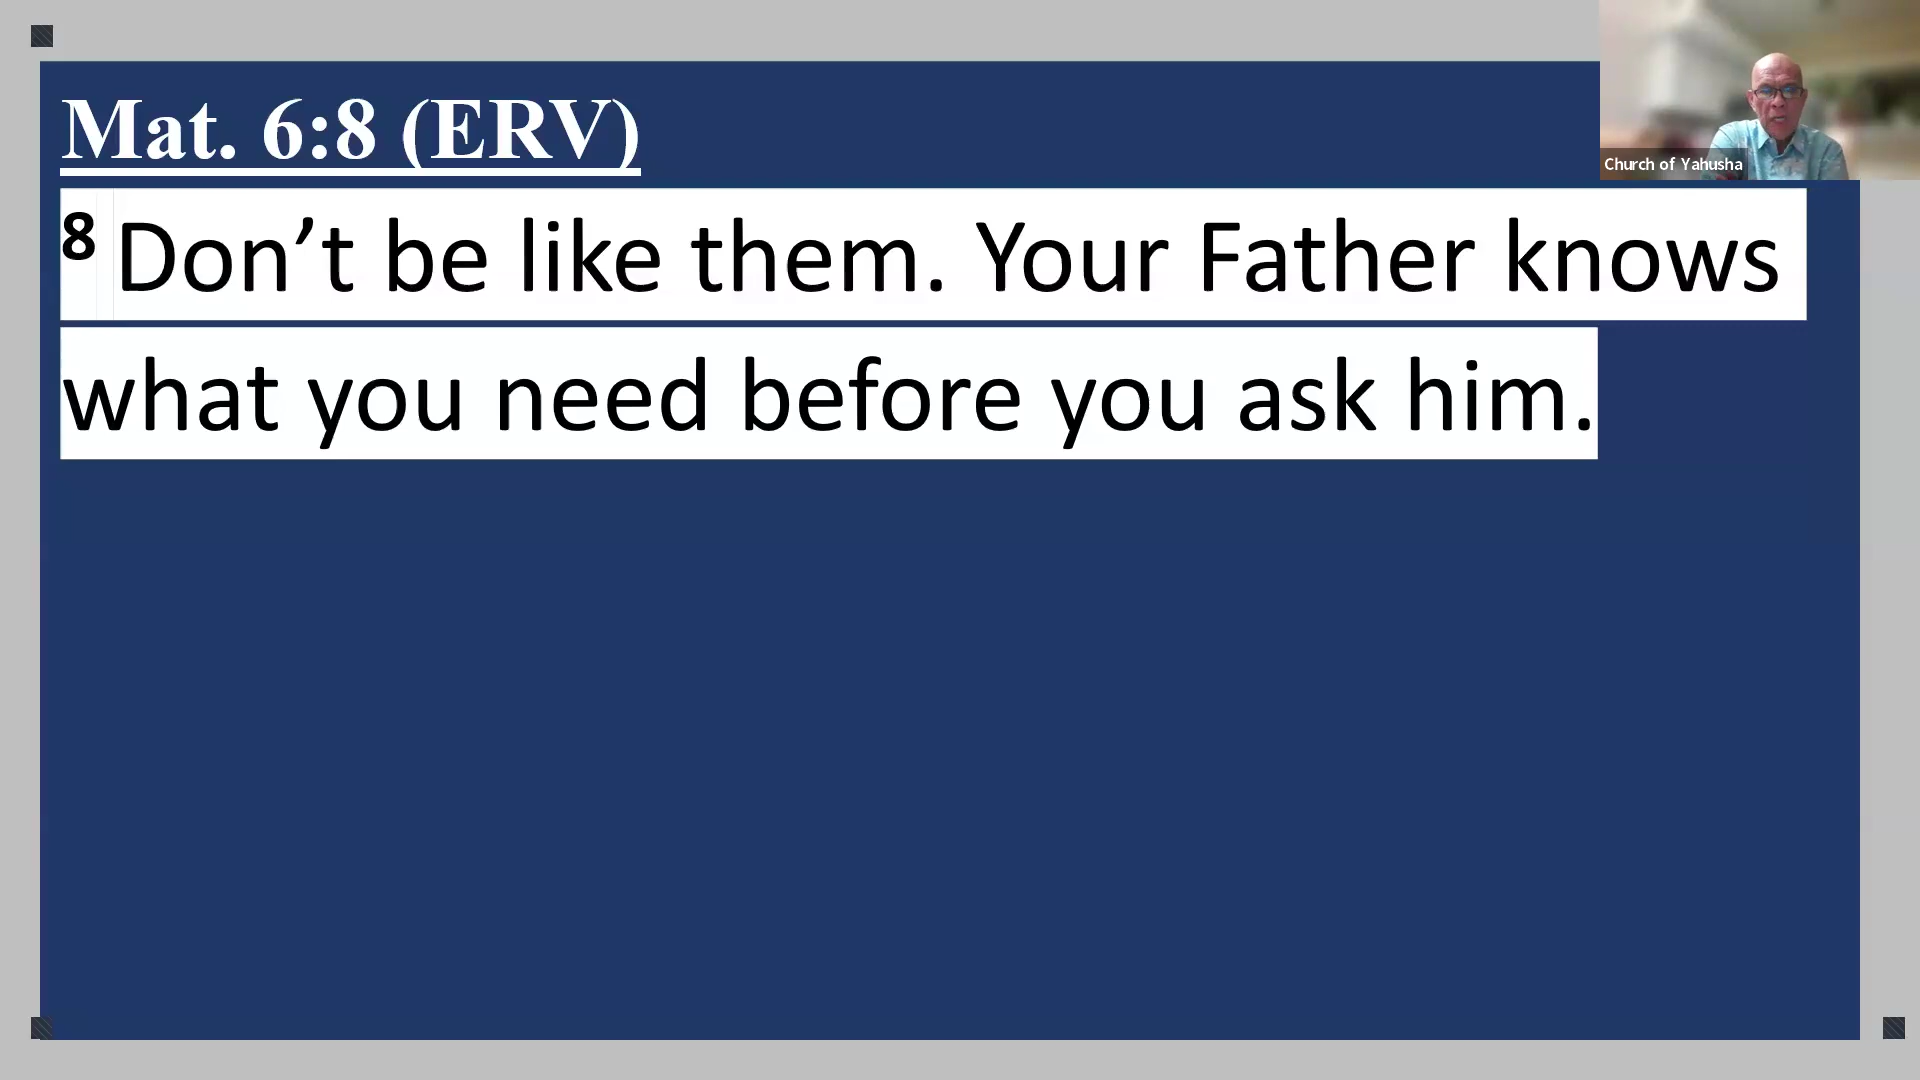 Mat. 6:8 (ERV)
Church of Yahusha
8 Don’t be like them. Your Father knows
what you need before you ask him.